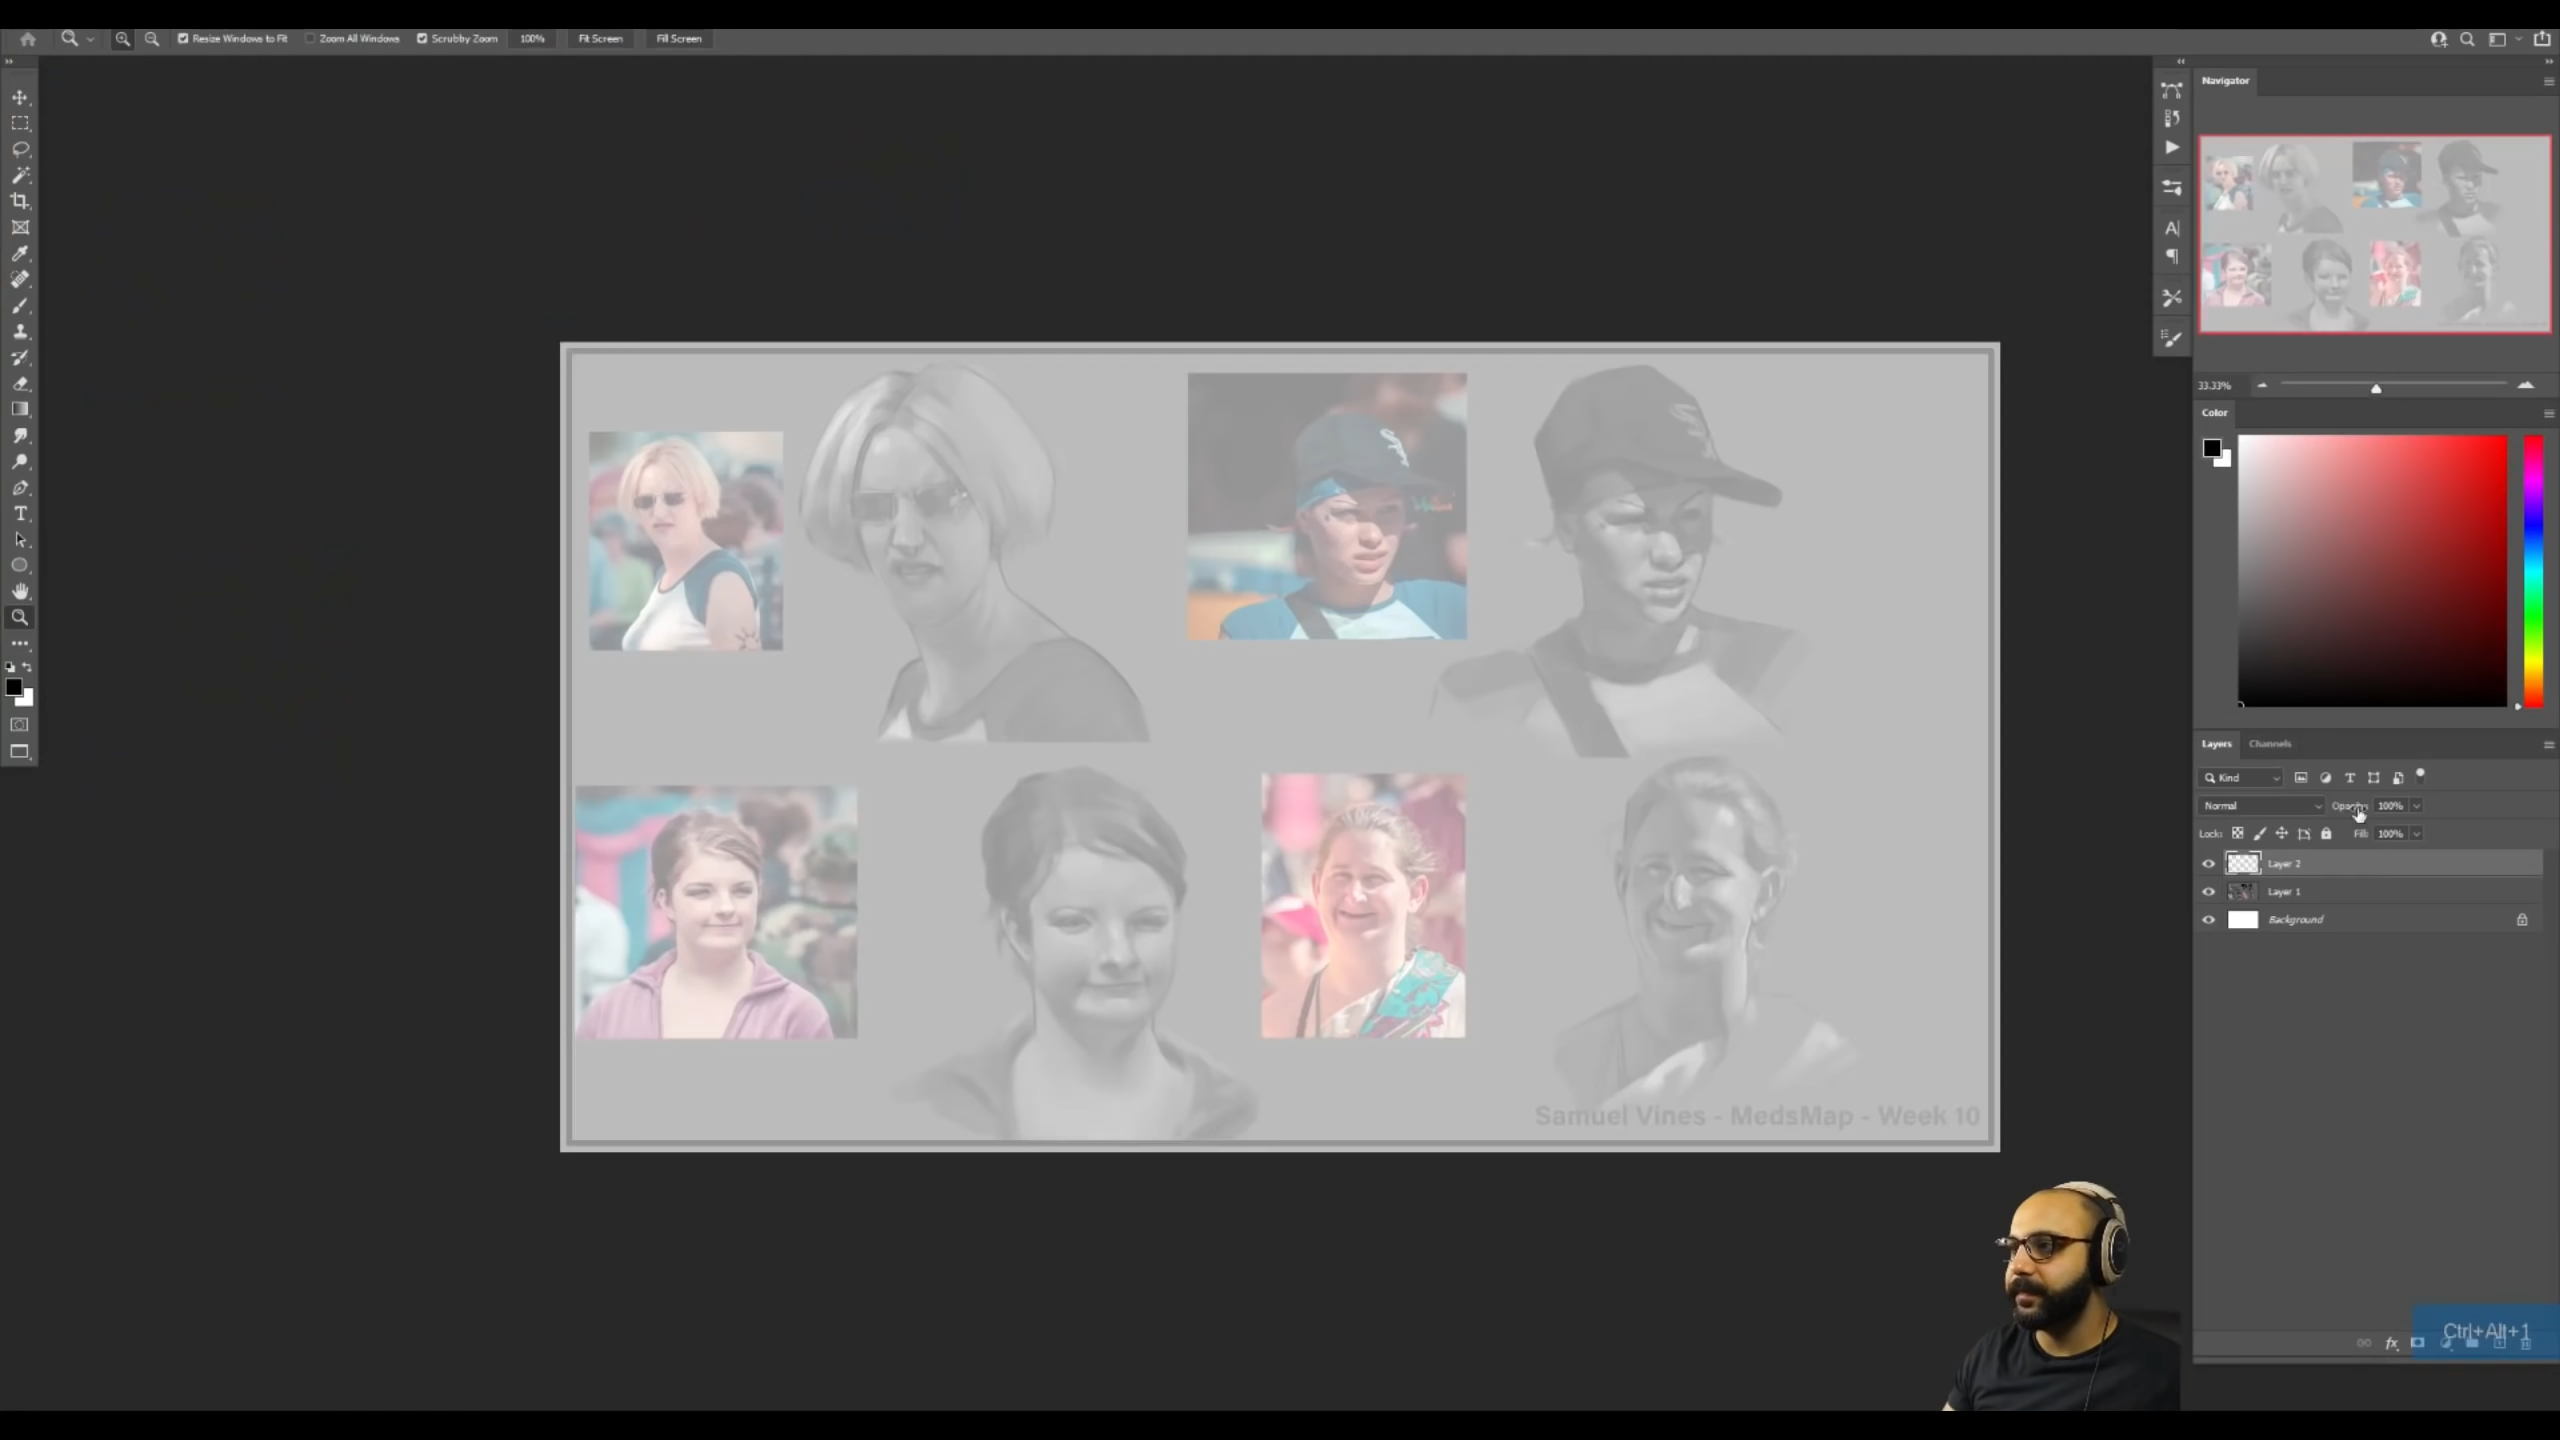 Resize Windows to Fit
Zoom All Windows
Scrubby Zoom
100%
Fit Screen
Fill Screen
Navigator
33.33%
Color
Layers
Channels
Kind
Normal
Opacity
100%
Lock:
Fill:
100%
Layer 2
Layer 1
Background
Sox
Samuel Vines - MedsMap - Week 10
fx
Ctrl+Alt+1